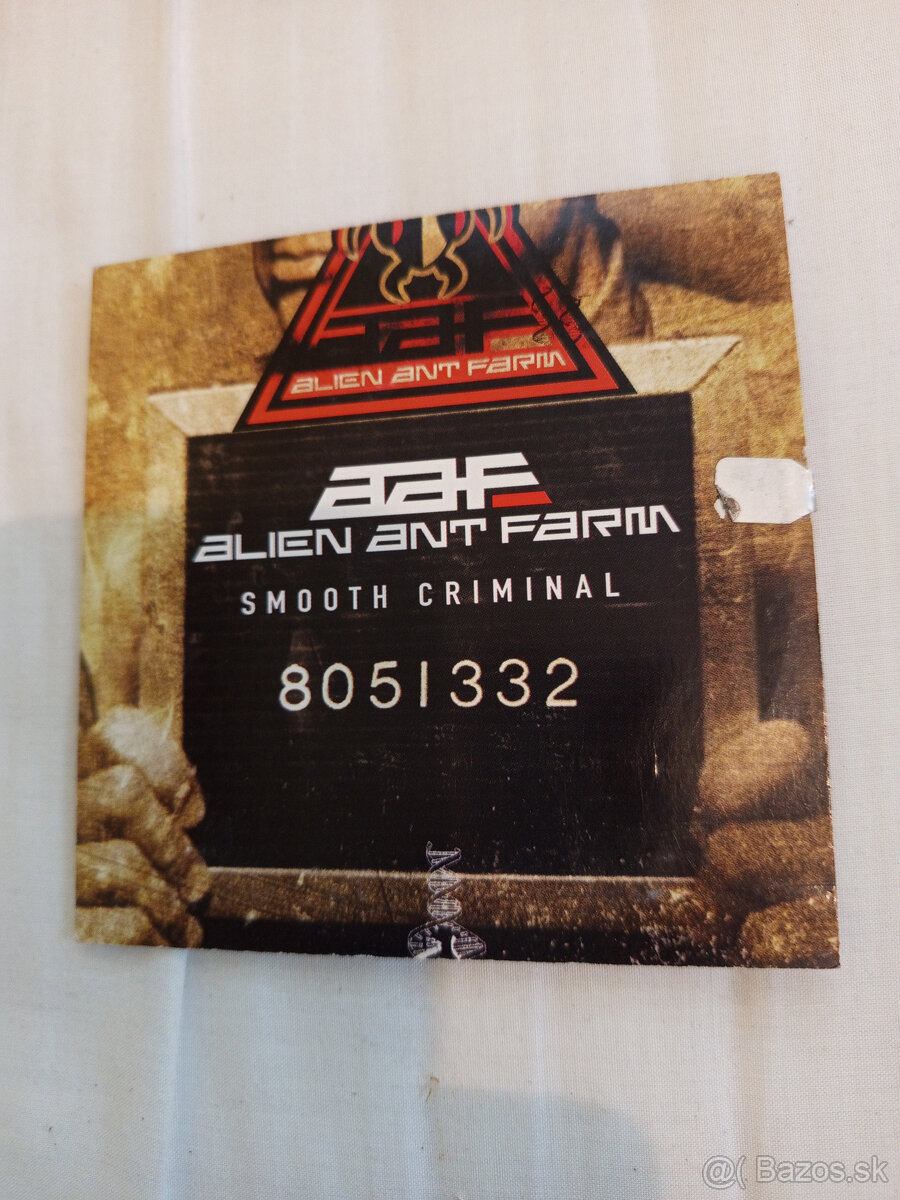 aaf
ALIEN ANT FARM
aaf
ALIEN ANT FARM
SMOOTH CRIMINAL
8051332
@( Bazos.sk